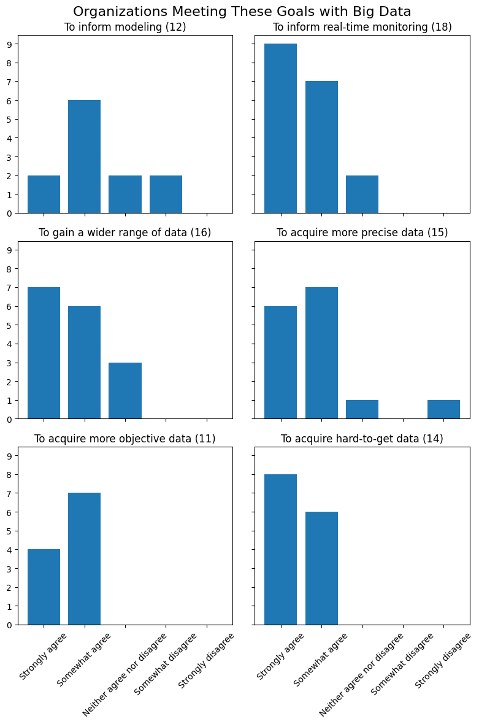 Organizations Meeting These Goals with Big Data
To inform modeling (12)
9
8
7
6
5
4
3
2
1
0
To inform real-time monitoring (18)
To gain a wider range of data (16)
9
8
7
6
5
4
3
2
1
0
To acquire more precise data (15)
To acquire more objective data (11)
9
8
7
6
5
4
3
2
1
0
Strongly agree
Somewhat agree
Neither agree nor disagree
Somewhat disagree
Strongly disagree
To acquire hard-to-get data (14)
Strongly agree
Somewhat agree
Neither agree nor disagree
Somewhat disagree
Strongly disagree